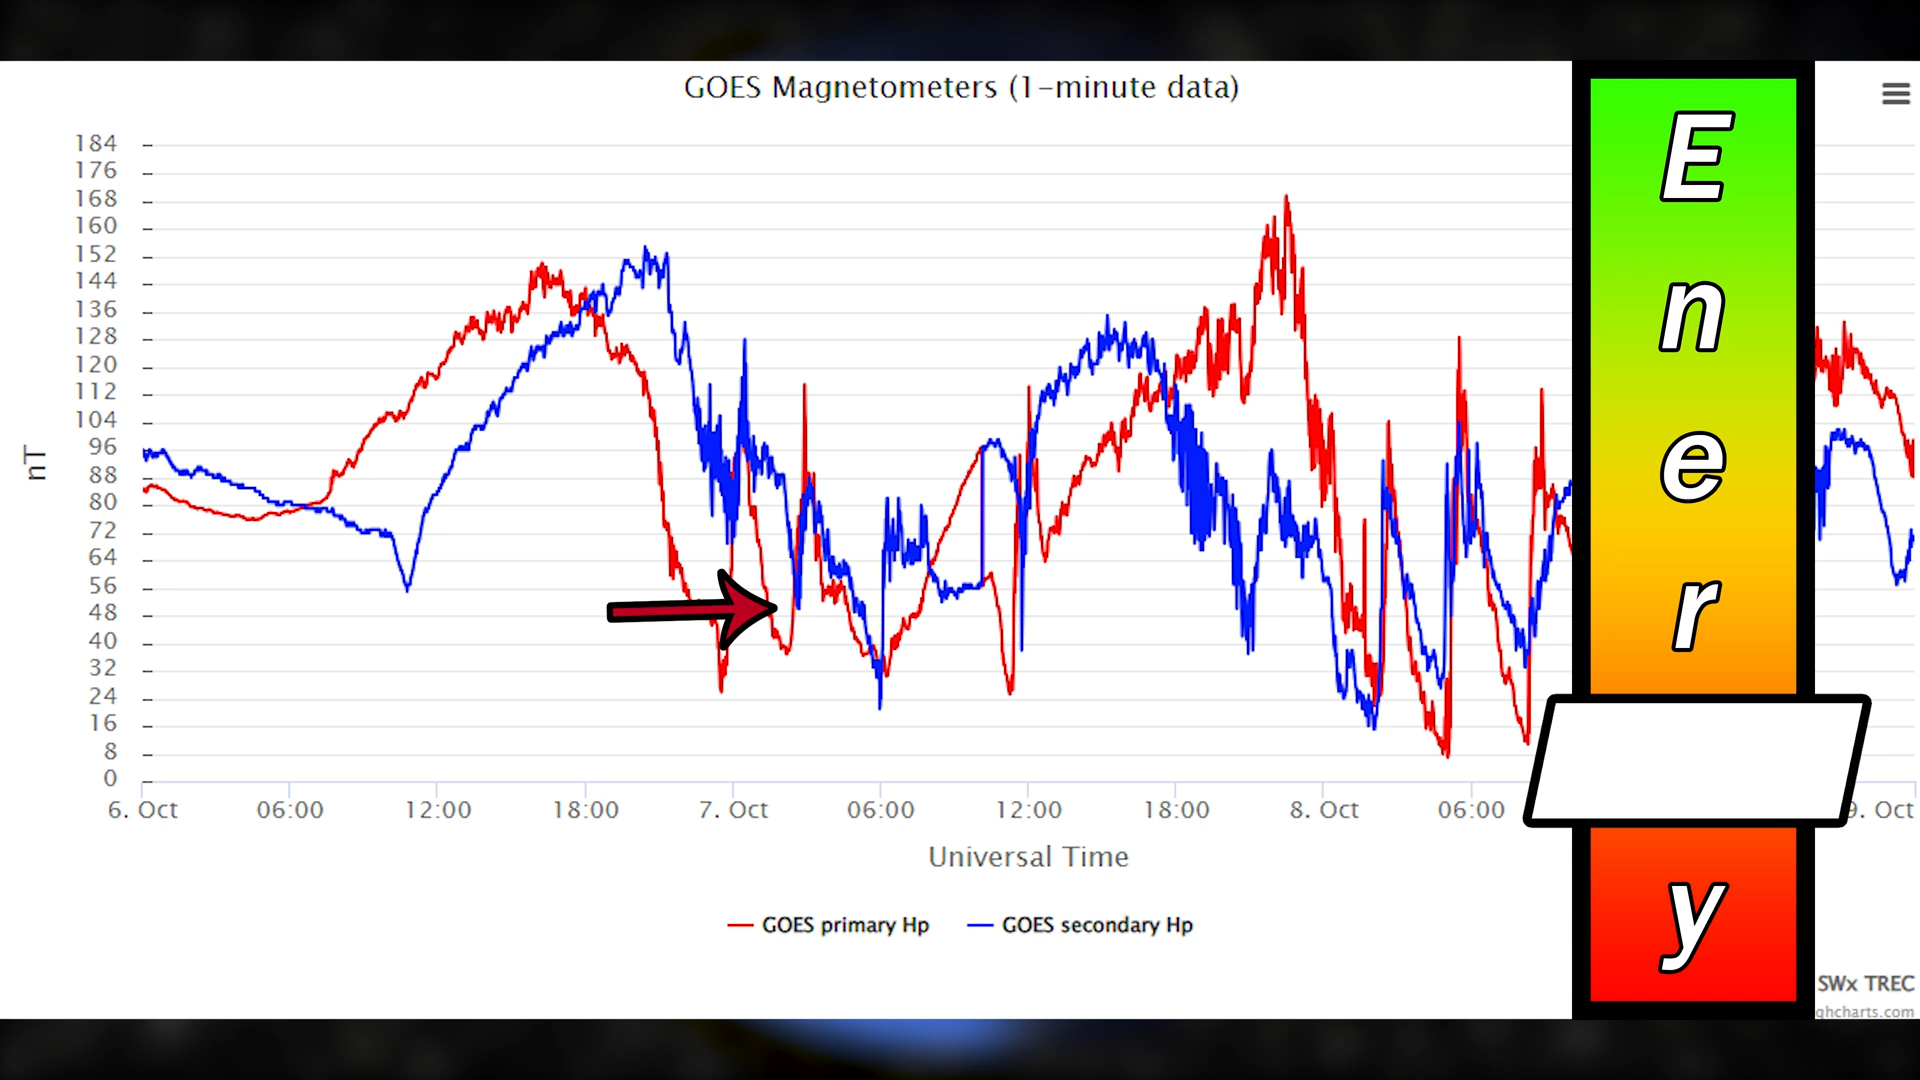 GOES Magnetometers (1-minute data)
184
176
168
160
152
144
136
128
120
112
104
96
88
80
72
64
56
48
40
32
24
16
8
0
nT
6. Oct 06:00 12:00 18:00 7. Oct 06:00 12:00 18:00 8. Oct 06:00 9. Oct
Universal Time
GOES primary Hp GOES secondary Hp
E
n
e
r
y
SWx TREC
ghcharts.com